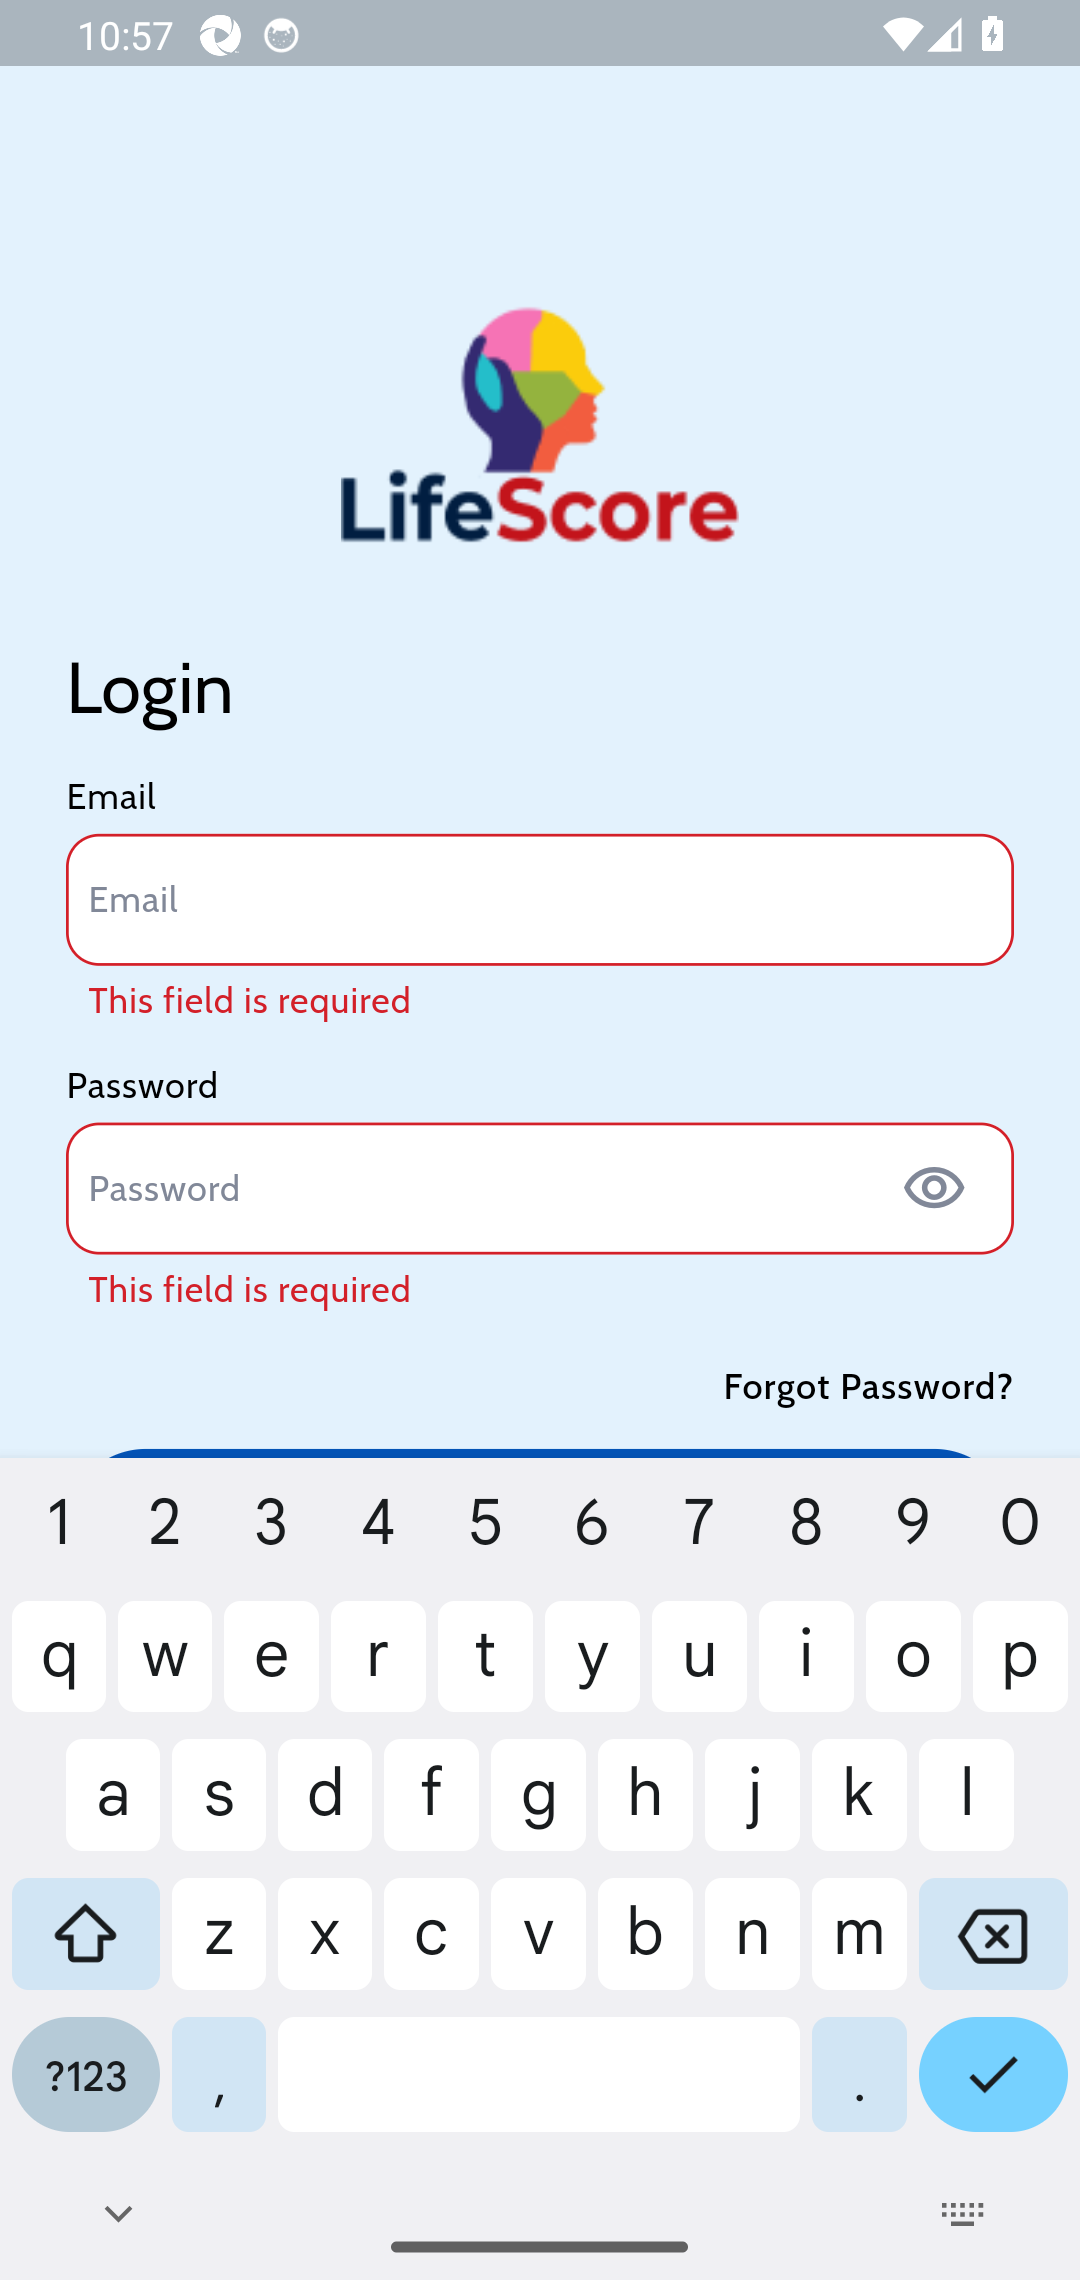 10:57
LifeScore
Login
Email
Email
This field is required
Password
Password
This field is required
Forgot Password?
1 2 3 4 5 6 7 8 9 0
q w e r t y u i o p
a s d f g h j k l
z x c v b n m
?123 , .